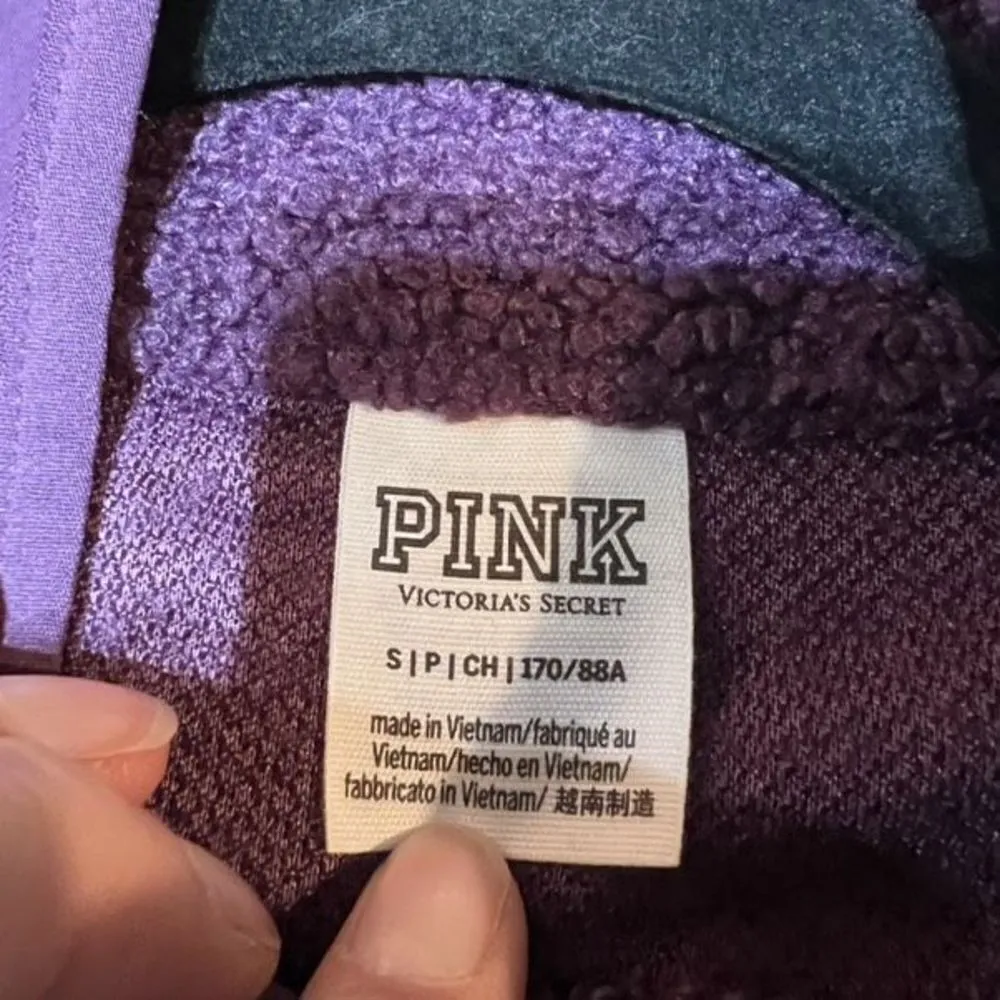 PINK
VICTORIA'S SECRET
S | P | CH | 170/88A
made in Vietnam/fabriqué au
Vietnam/hecho en Vietnam/
fabbricato in Vietnam/ 越南制造